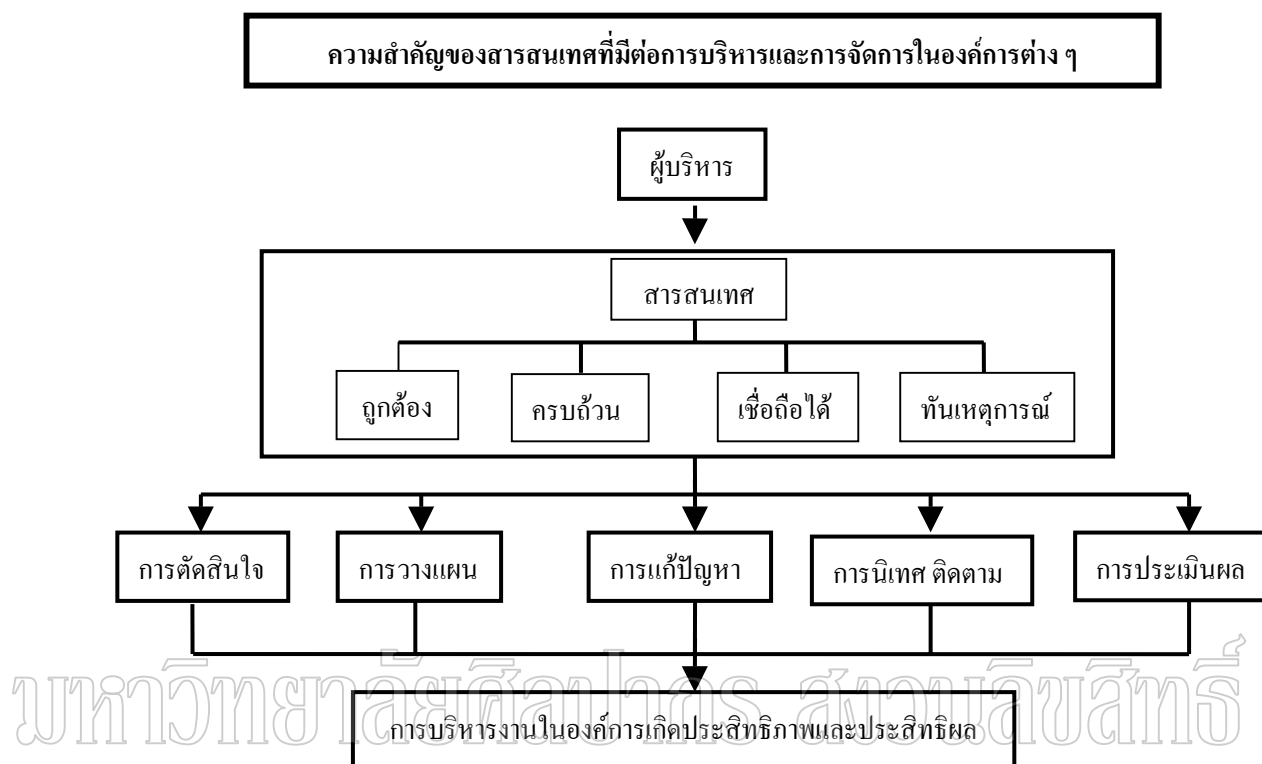 ความสำคัญของสารสนเทศที่มีต่อการบริหารและการจัดการในองค์การต่าง ๆ
ผู้บริหาร
สารสนเทศ
ถูกต้อง
ครบถ้วน
เชื่อถือได้
ทันเหตุการณ์
การตัดสินใจ
การวางแผน
การแก้ปัญหา
การนิเทศ ติดตาม
การประเมินผล
มหาวิทยาลัยศิลปากร สงวนลิขสิทธิ์
การบริหารงานในองค์การเกิดประสิทธิภาพและประสิทธิผล